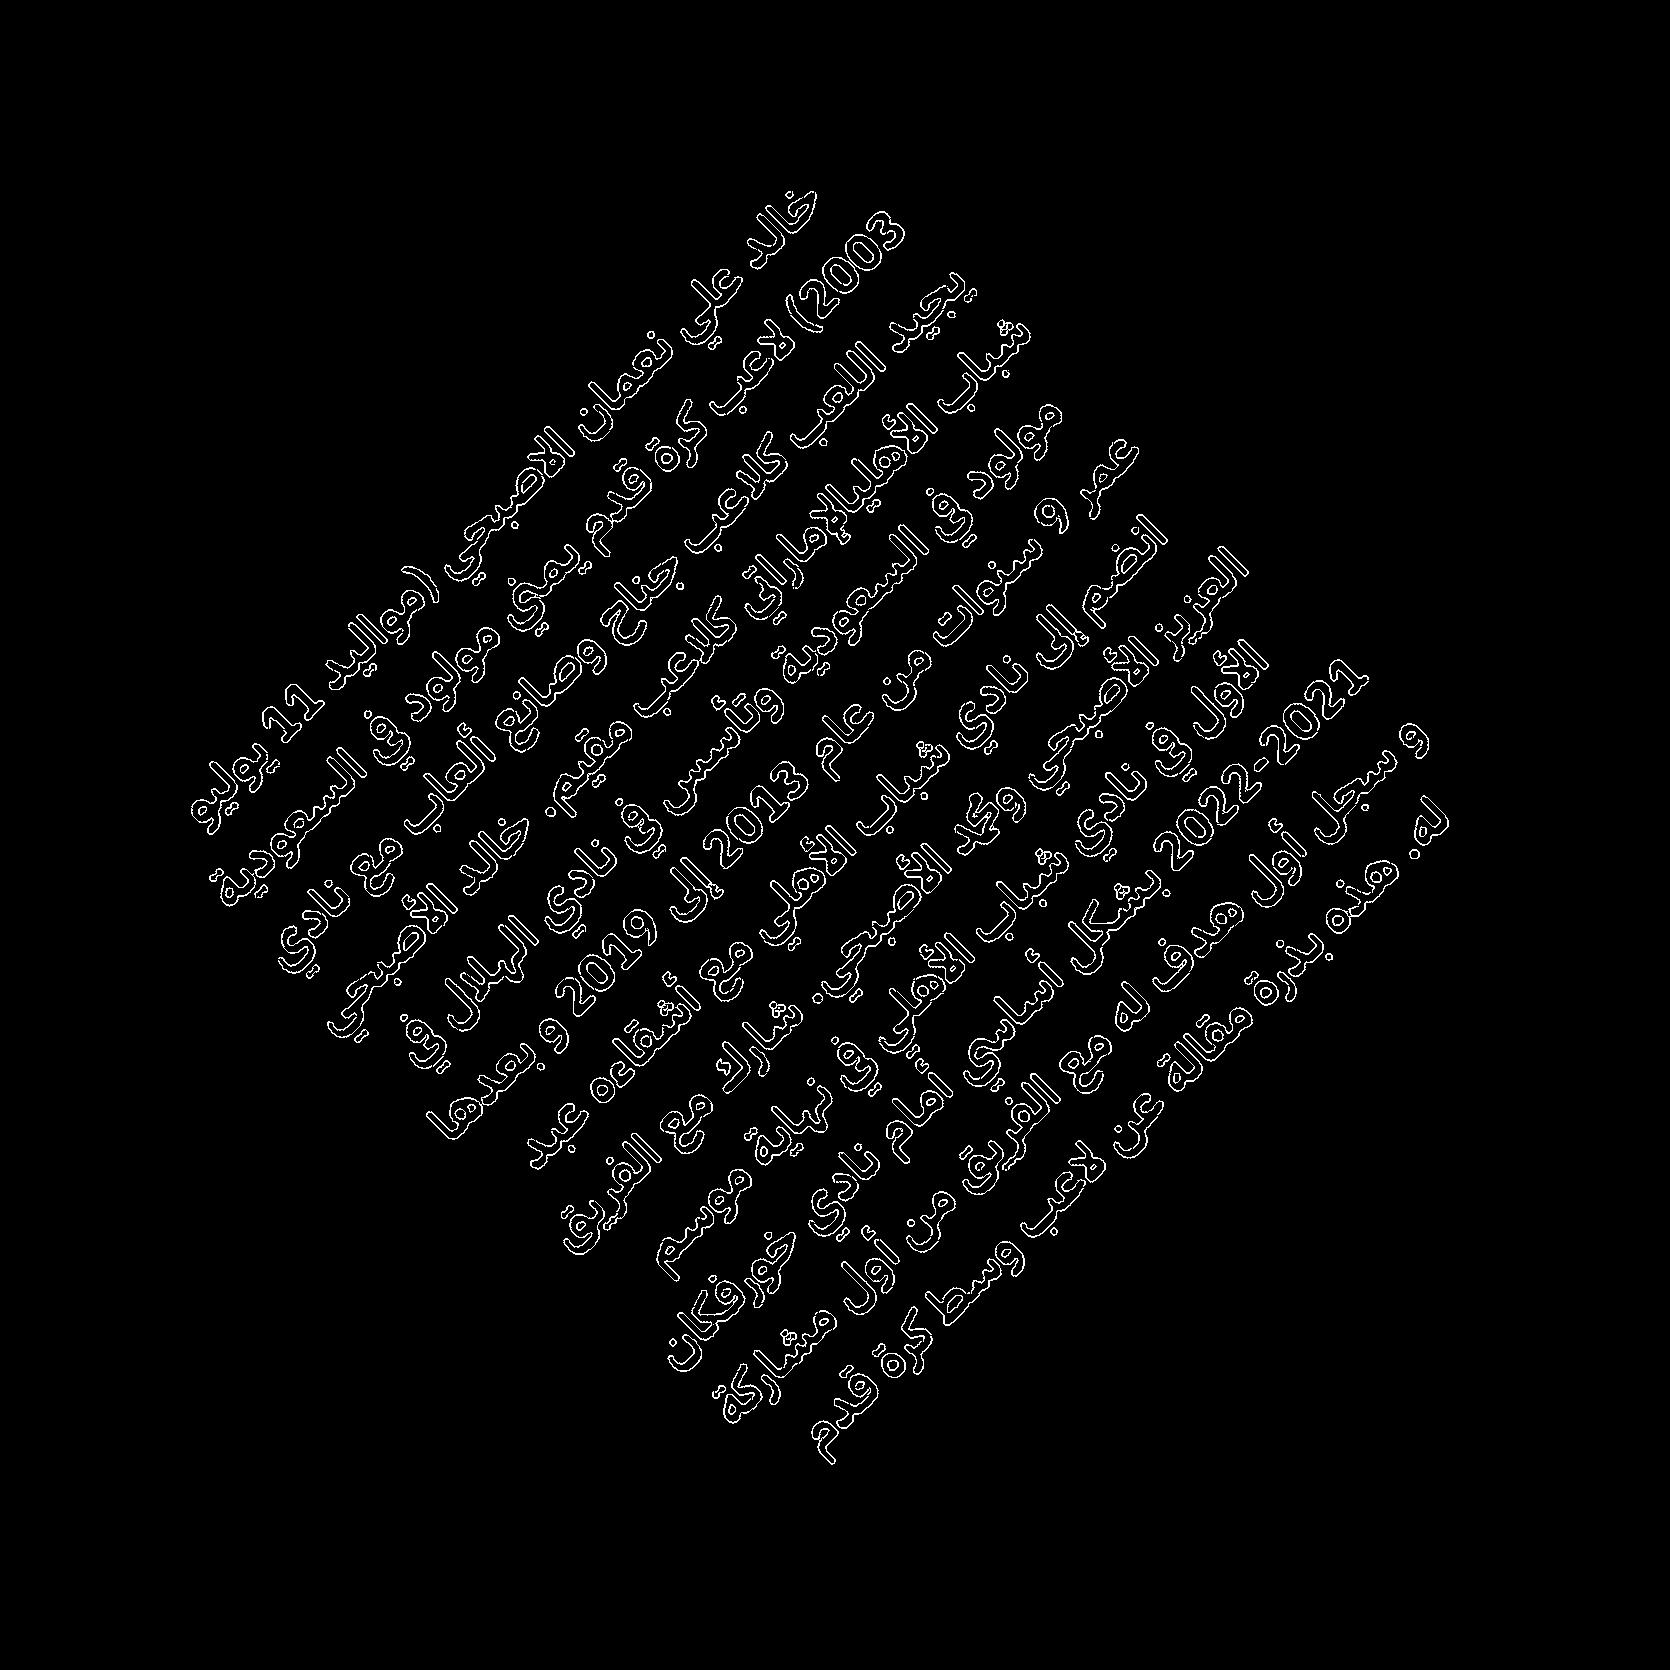 خالد علي نعمان الاصبحي (مواليد 11 يوليو
2003) لاعب كرة قدم يمني مولود في السعودية
يجيد اللعب كلاعب جناح وصانع ألعاب مع نادي
شباب الأهليالإماراتي كلاعب مقيم. خالد الأصبحي
مولود في السعودية وتأسس في نادي الهلال في
عمر و سنوات من عام 2013 إلى 2019 و بعدها
انضم إلى نادي شباب الأهلي مع أشقاءه عبد
العزيز الأصبحي ومحمد الأصبحي. شارك مع الفريق
الأول في نادي شباب الأهلي في نهاية موسم
2021-2022 بشكل أساسي أمام نادي خورفكان
و سجل أول هدف له مع الفريق من أول مشاركة
له. هذه بذرة مقالة عن لاعب وسط كرة قدم